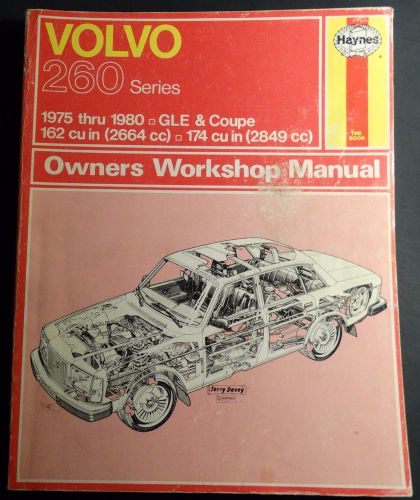 VOLVO
260 Series
1975 thru 1980 ▫ GLE & Coupe
162 cu in (2664 cc) ▫ 174 cu in (2849 cc)
Haynes
THE
BOOK
Owners Workshop Manual
Terry Davey